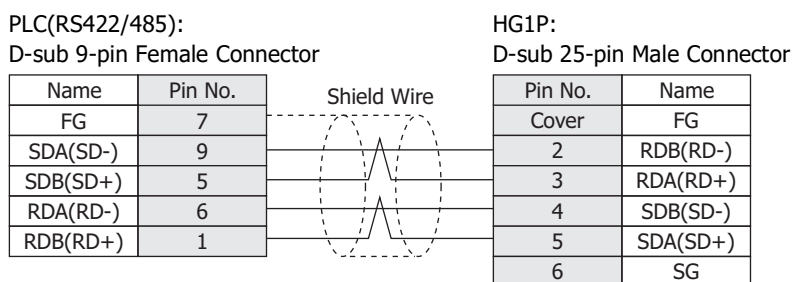 PLC(RS422/485):
D-sub 9-pin Female Connector
HG1P:
D-sub 25-pin Male Connector
Name Pin No. Shield Wire Pin No. Name
FG 7 Cover FG
SDA(SD-) 9 2 RDB(RD-)
SDB(SD+) 5 3 RDA(RD+)
RDA(RD-) 6 4 SDB(SD-)
RDB(RD+) 1 5 SDA(SD+)
6 SG